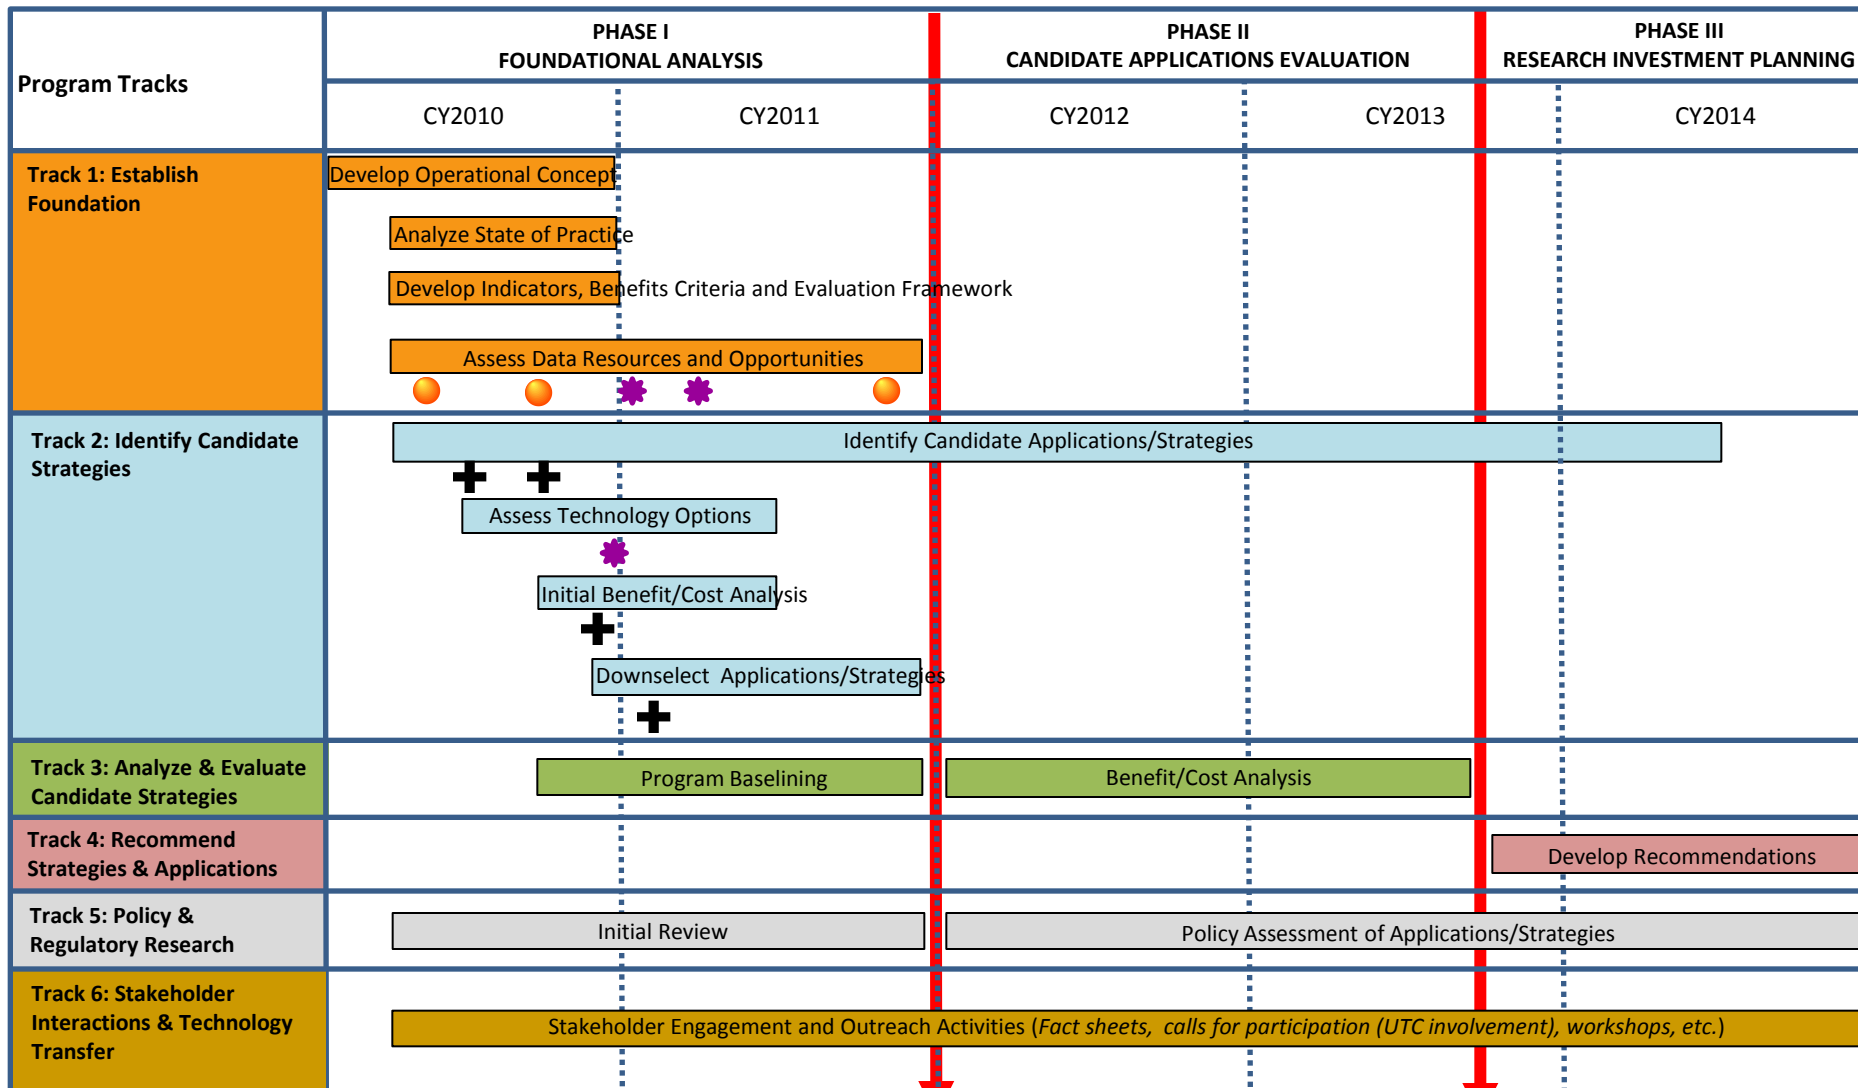 Program Tracks
PHASE I
FOUNDATIONAL ANALYSIS
PHASE II
CANDIDATE APPLICATIONS EVALUATION
PHASE III
RESEARCH INVESTMENT PLANNING
CY2010
CY2011
CY2012
CY2013
CY2014
Track 1: Establish
Foundation
Develop Operational Concept
Analyze State of Practice
Develop Indicators, Benefits Criteria and Evaluation Framework
Assess Data Resources and Opportunities
Track 2: Identify Candidate
Strategies
Identify Candidate Applications/Strategies
Assess Technology Options
Initial Benefit/Cost Analysis
Downselect Applications/Strategies
Track 3: Analyze & Evaluate
Candidate Strategies
Program Baselining
Benefit/Cost Analysis
Track 4: Recommend
Strategies & Applications
Develop Recommendations
Track 5: Policy &
Regulatory Research
Initial Review
Policy Assessment of Applications/Strategies
Track 6: Stakeholder
Interactions & Technology
Transfer
Stakeholder Engagement and Outreach Activities (Fact sheets, calls for participation (UTC involvement), workshops, etc.)